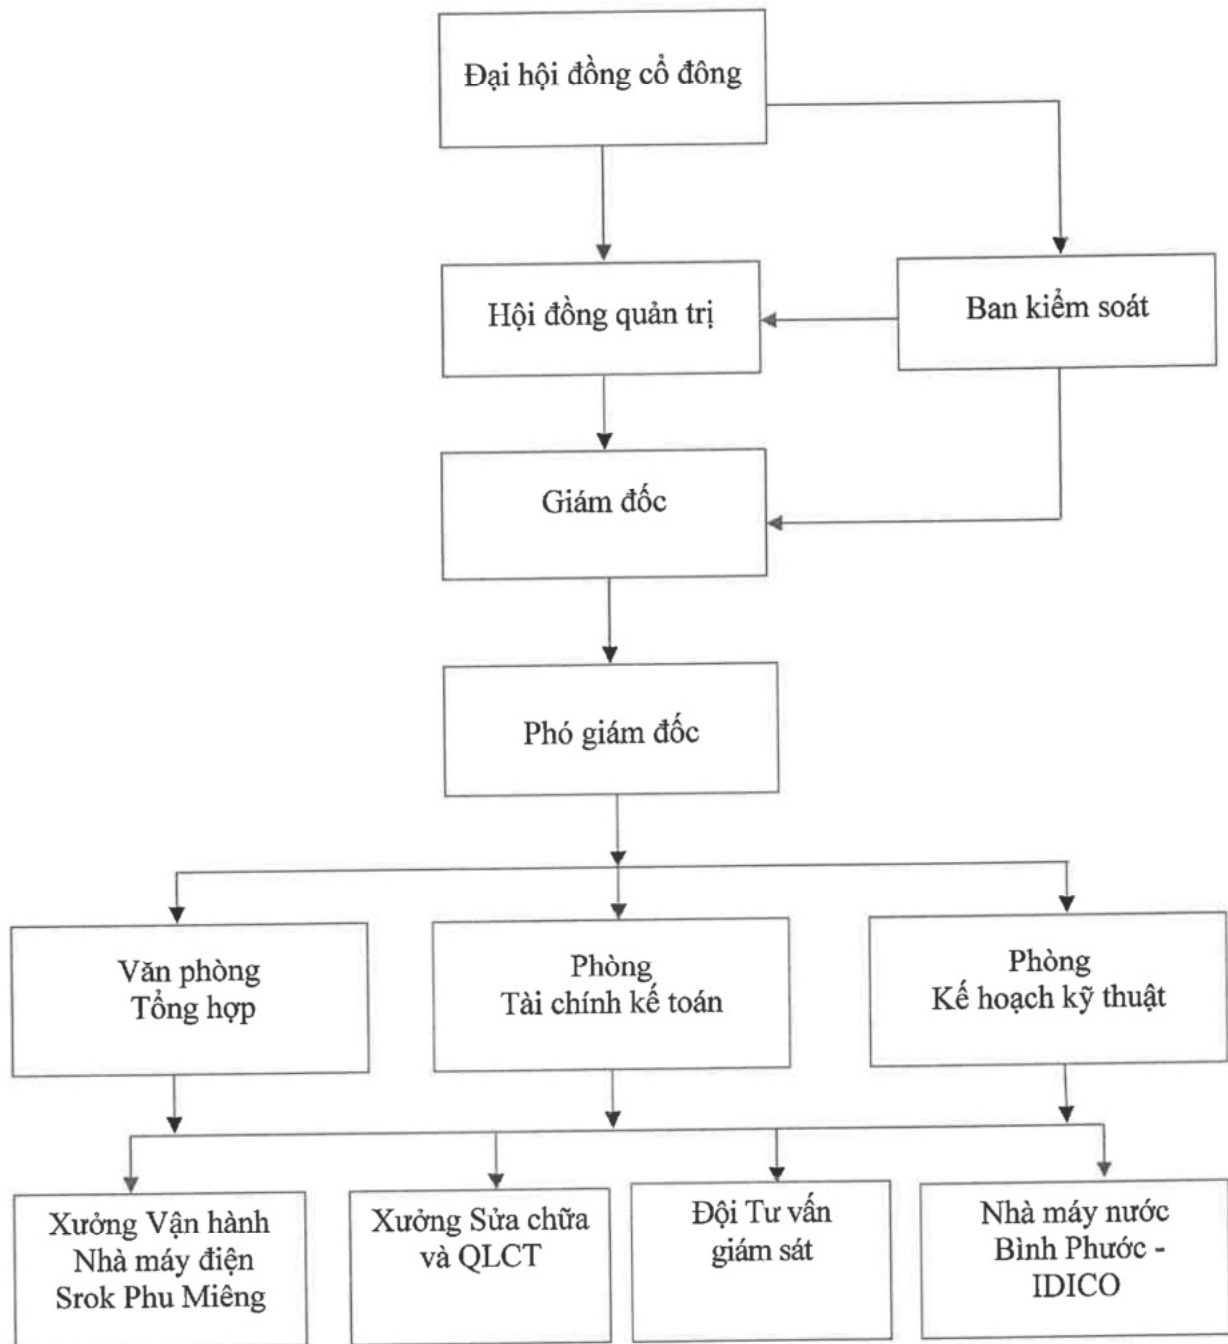 Đại hội đồng cổ đông
Hội đồng quản trị
Ban kiểm soát
Giám đốc
Phó giám đốc
Văn phòng
Tổng hợp
Phòng
Tài chính kế toán
Phòng
Kế hoạch kỹ thuật
Xưởng Vận hành
Nhà máy điện
Srok Phu Miêng
Xưởng Sửa chữa
và QLCT
Đội Tư vấn
giám sát
Nhà máy nước
Bình Phước -
IDICO